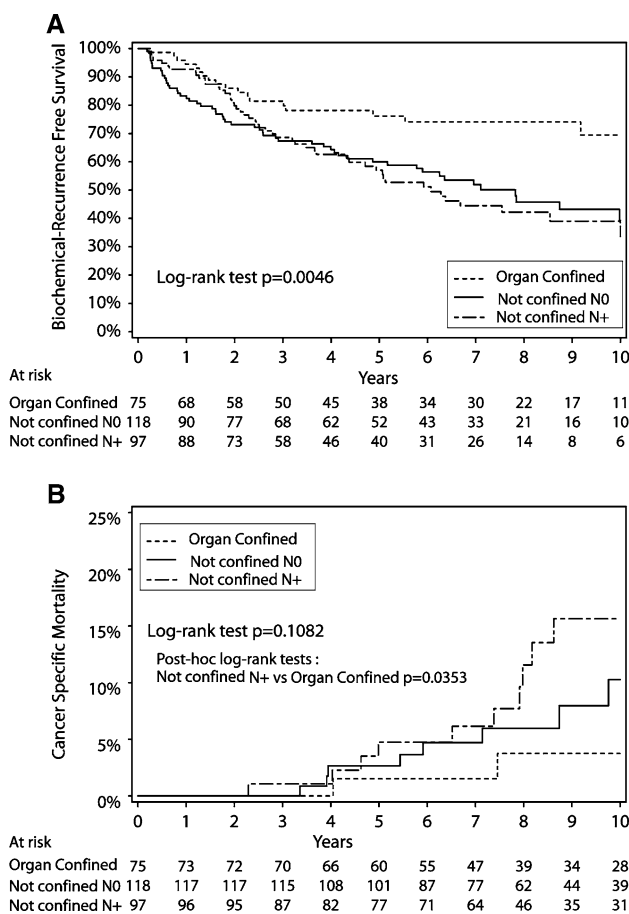 A
Biochemical-Recurrence Free Survival
100%
90%
80%
70%
60%
50%
40%
30%
20%
10%
0%
Log-rank test p=0.0046
Organ Confined
Not confined N0
Not confined N+
0 1 2 3 4 5 6 7 8 9 10
At risk
Years
Organ Confined 75 68 58 50 45 38 34 30 22 17 11
Not confined N0 118 90 77 68 62 52 43 33 21 16 10
Not confined N+ 97 88 73 58 46 40 31 26 14 8 6
B
Cancer Specific Mortality
25%
20%
15%
10%
5%
0%
Organ Confined
Not confined N0
Not confined N+
Log-rank test p=0.1082
Post-hoc log-rank tests :
Not confined N+ vs Organ Confined p=0.0353
0 1 2 3 4 5 6 7 8 9 10
At risk
Years
Organ Confined 75 73 72 70 66 60 55 47 39 34 28
Not confined N0 118 117 117 115 108 101 87 77 62 44 39
Not confined N+ 97 96 95 87 82 77 71 64 46 35 31